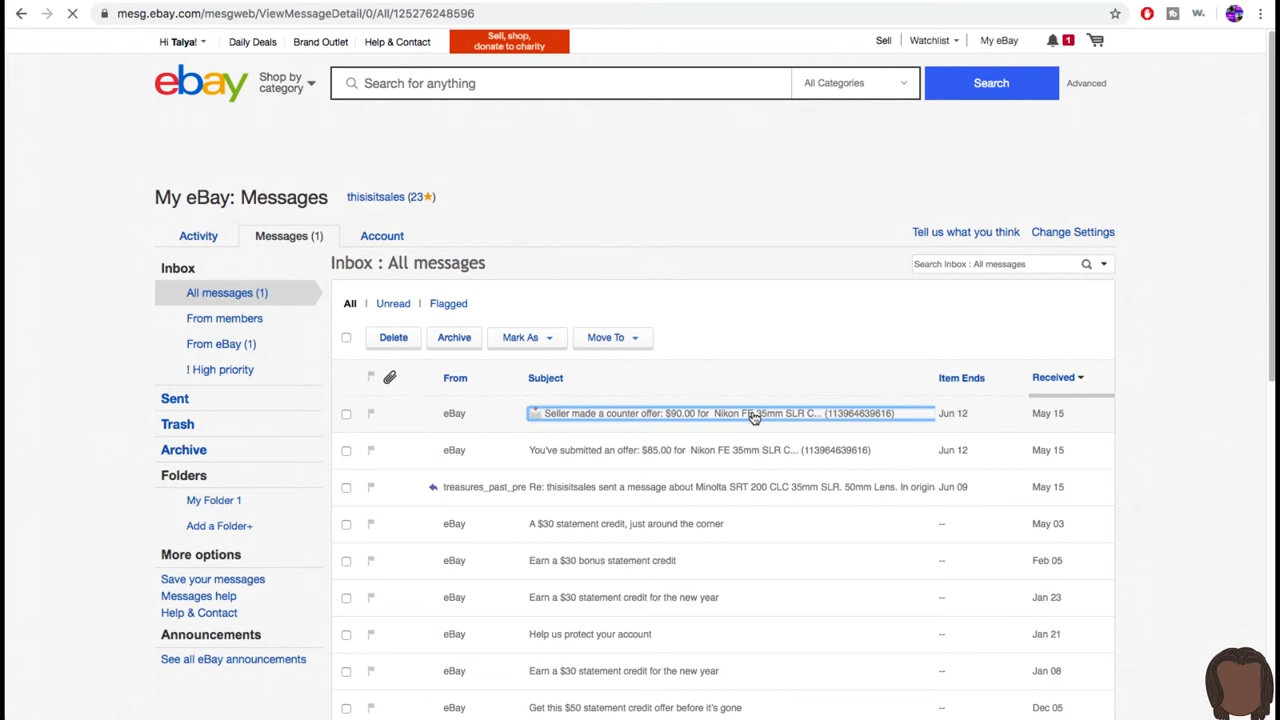 mesg.ebay.com/mesgweb/ViewMessageDetail/0/All/125276248596
Hi Talya! Daily Deals Brand Outlet Help & Contact Sell, shop, donate to charity Sell Watchlist My eBay 1
ebay Shop by category Search for anything All Categories Search Advanced
My eBay: Messages thisisitsales (23)
Activity Messages (1) Account Tell us what you think Change Settings
Inbox
All messages (1)
From members
From eBay (1)
! High priority
Sent
Trash
Archive
Folders
My Folder 1
Add a Folder+
More options
Save your messages
Messages help
Help & Contact
Announcements
See all eBay announcements
Inbox : All messages Search Inbox : All messages
All | Unread | Flagged
Delete Archive Mark As Move To
From Subject Item Ends Received
eBay Seller made a counter offer: $90.00 for Nikon FE 35mm SLR C... (113964639616) Jun 12 May 15
eBay You've submitted an offer: $85.00 for Nikon FE 35mm SLR C... (113964639616) Jun 12 May 15
treasures_past_pre Re: thisisitsales sent a message about Minolta SRT 200 CLC 35mm SLR. 50mm Lens. In origin Jun 09 May 15
eBay A $30 statement credit, just around the corner -- May 03
eBay Earn a $30 bonus statement credit -- Feb 05
eBay Earn a $30 statement credit for the new year -- Jan 23
eBay Help us protect your account -- Jan 21
eBay Earn a $30 statement credit for the new year -- Jan 08
eBay Get this $50 statement credit offer before it's gone -- Dec 05